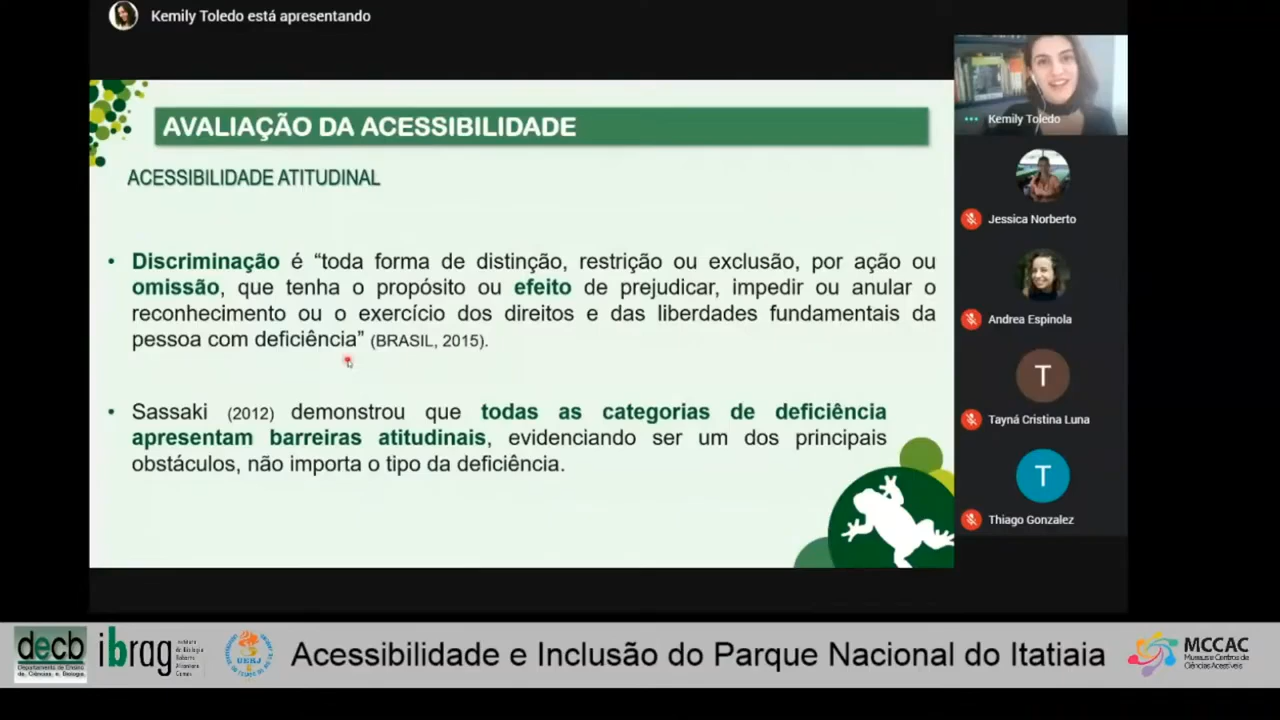 Kemily Toledo está apresentando
AVALIAÇÃO DA ACESSIBILIDADE
ACESSIBILIDADE ATITUDINAL
• Discriminação é “toda forma de distinção, restrição ou exclusão, por ação ou
omissão, que tenha o propósito ou efeito de prejudicar, impedir ou anular o
reconhecimento ou o exercício dos direitos e das liberdades fundamentais da
pessoa com deficiência” (BRASIL, 2015).
• Sassaki (2012) demonstrou que todas as categorias de deficiência
apresentam barreiras atitudinais, evidenciando ser um dos principais
obstáculos, não importa o tipo da deficiência.
Kemily Toledo
Jessica Norberto
Andrea Espinola
T
Tayná Cristina Luna
T
Thiago Gonzalez
decb
Departamento de Ensino
de Ciências e Biologia
ibrag
Instituto
de Biologia
Roberto
Alcantara
Gomes
UERJ
Acessibilidade e Inclusão do Parque Nacional do Itatiaia
MCCAC
Museus e Centros de
Ciências Acessíveis